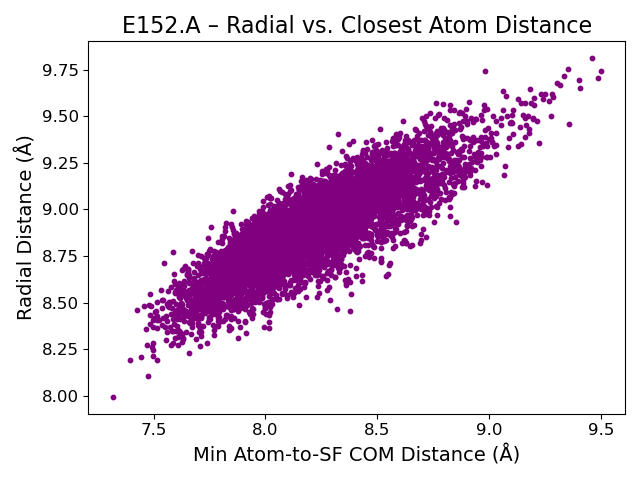 E152.A – Radial vs. Closest Atom Distance
Radial Distance (Å)
9.75
9.50
9.25
9.00
8.75
8.50
8.25
8.00
7.5 8.0 8.5 9.0 9.5
Min Atom-to-SF COM Distance (Å)